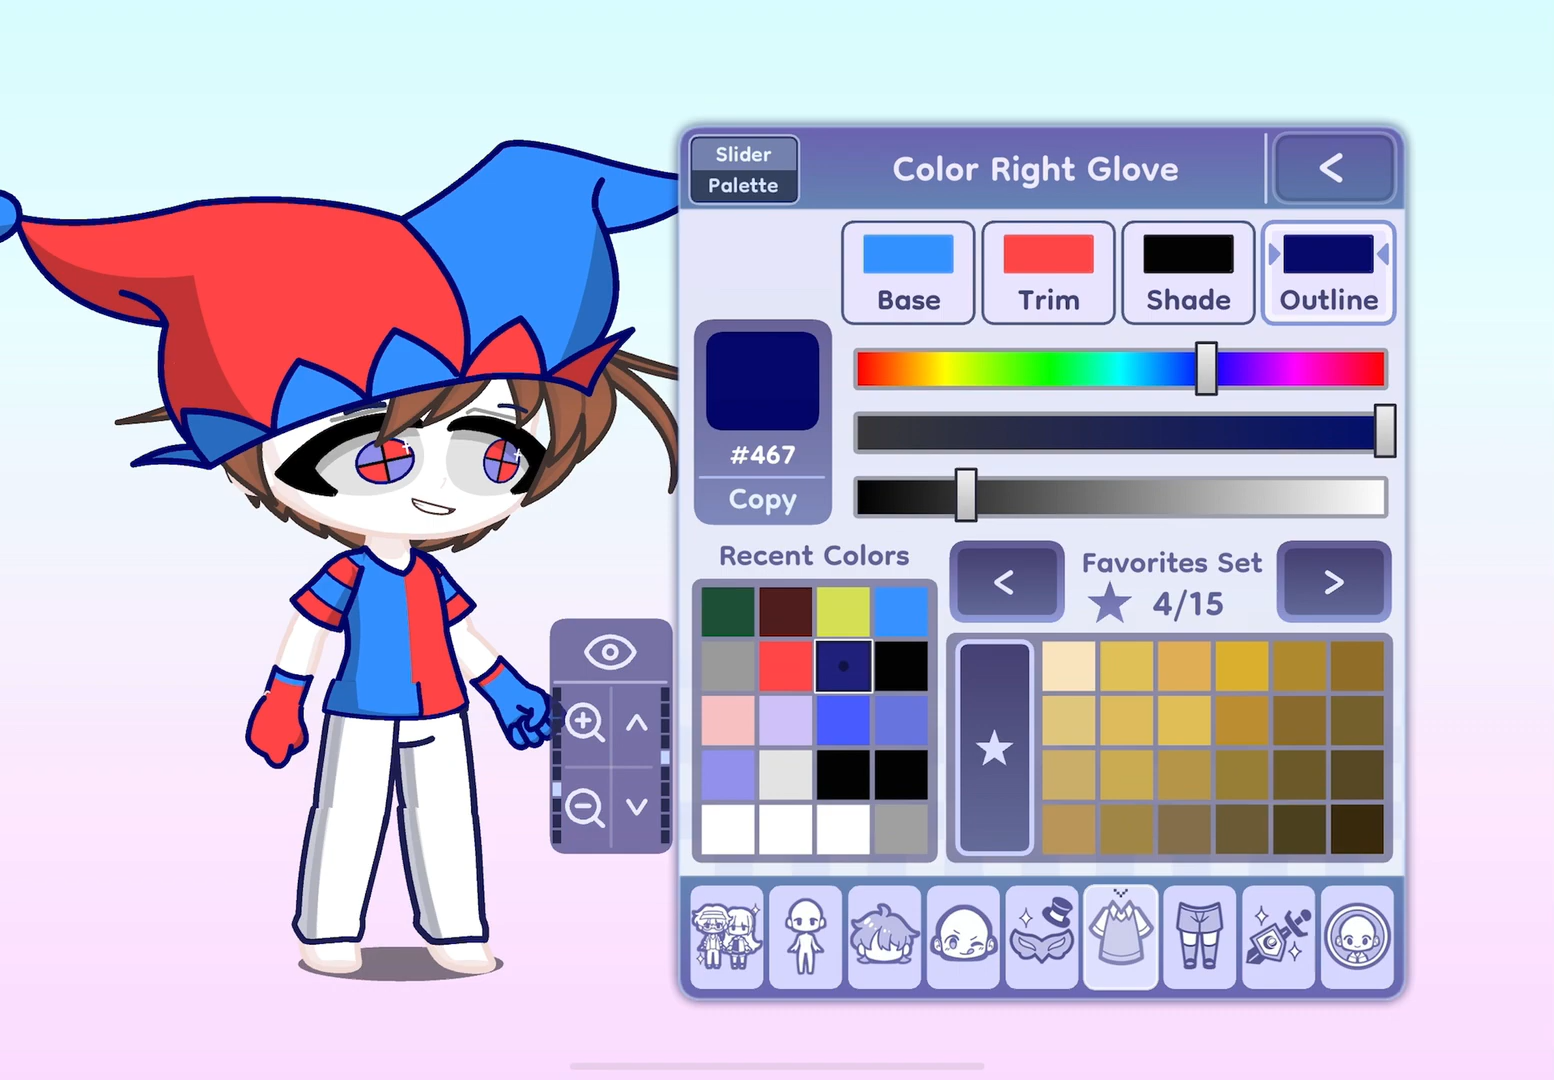 Slider
Palette
Color Right Glove
<
Base
Trim
Shade
Outline
#467
Copy
Recent Colors
<
Favorites Set
4/15
>